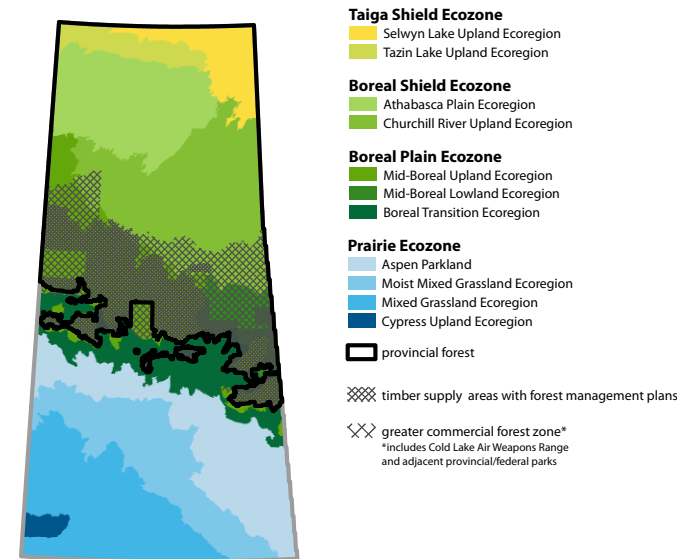 Taiga Shield Ecozone
Selwyn Lake Upland Ecoregion
Tazin Lake Upland Ecoregion
Boreal Shield Ecozone
Athabasca Plain Ecoregion
Churchill River Upland Ecoregion
Boreal Plain Ecozone
Mid-Boreal Upland Ecoregion
Mid-Boreal Lowland Ecoregion
Boreal Transition Ecoregion
Prairie Ecozone
Aspen Parkland
Moist Mixed Grassland Ecoregion
Mixed Grassland Ecoregion
Cypress Upland Ecoregion
provincial forest
timber supply areas with forest management plans
greater commercial forest zone*
*includes Cold Lake Air Weapons Range
and adjacent provincial/federal parks